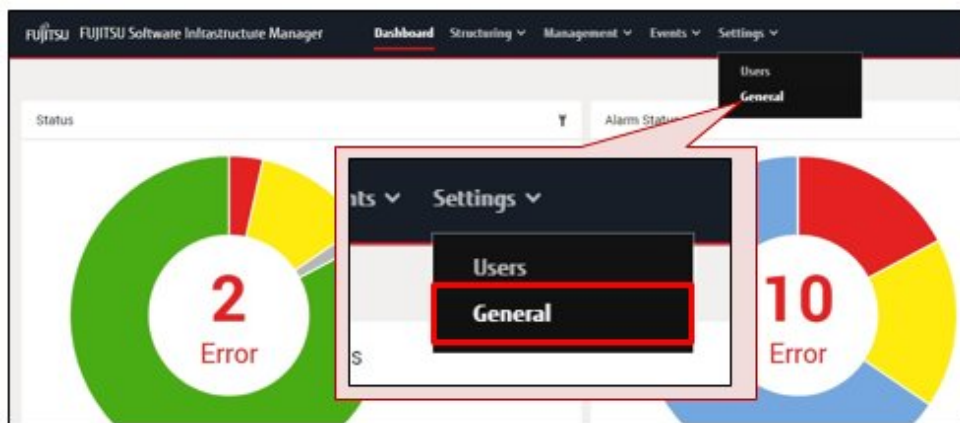 FUJITSU FUJITSU Software Infrastructure Manager Dashboard Structuring Management Events Settings
Users
General
Status
Alarm Status
nts Settings
Users
General
2
Error
s
10
Error